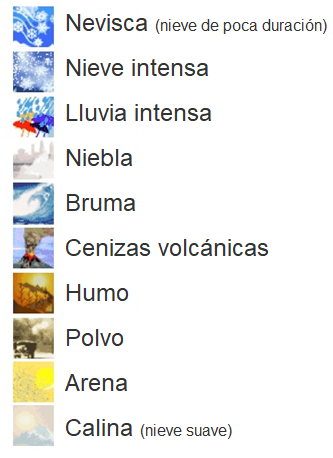 Nevisca (nieve de poca duración)
Nieve intensa
Lluvia intensa
Niebla
Bruma
Cenizas volcánicas
Humo
Polvo
Arena
Calina (nieve suave)